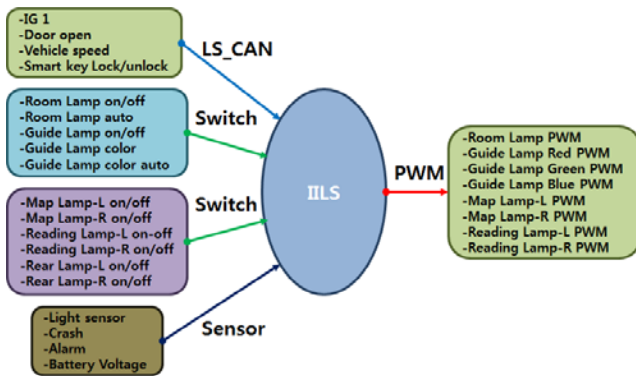 -IG 1
-Door open
-Vehicle speed
-Smart key Lock/unlock
LS_CAN
-Room Lamp on/off
-Room Lamp auto
-Guide Lamp on/off
-Guide Lamp color
-Guide Lamp color auto
Switch
-Map Lamp-L on/off
-Map Lamp-R on/off
-Reading Lamp-L on-off
-Reading Lamp-R on/off
-Rear Lamp-L on/off
-Rear Lamp-R on/off
Switch
-Light sensor
-Crash
-Alarm
-Battery Voltage
Sensor
IILS
PWM
-Room Lamp PWM
-Guide Lamp Red PWM
-Guide Lamp Green PWM
-Guide Lamp Blue PWM
-Map Lamp-L PWM
-Map Lamp-R PWM
-Reading Lamp-L PWM
-Reading Lamp-R PWM